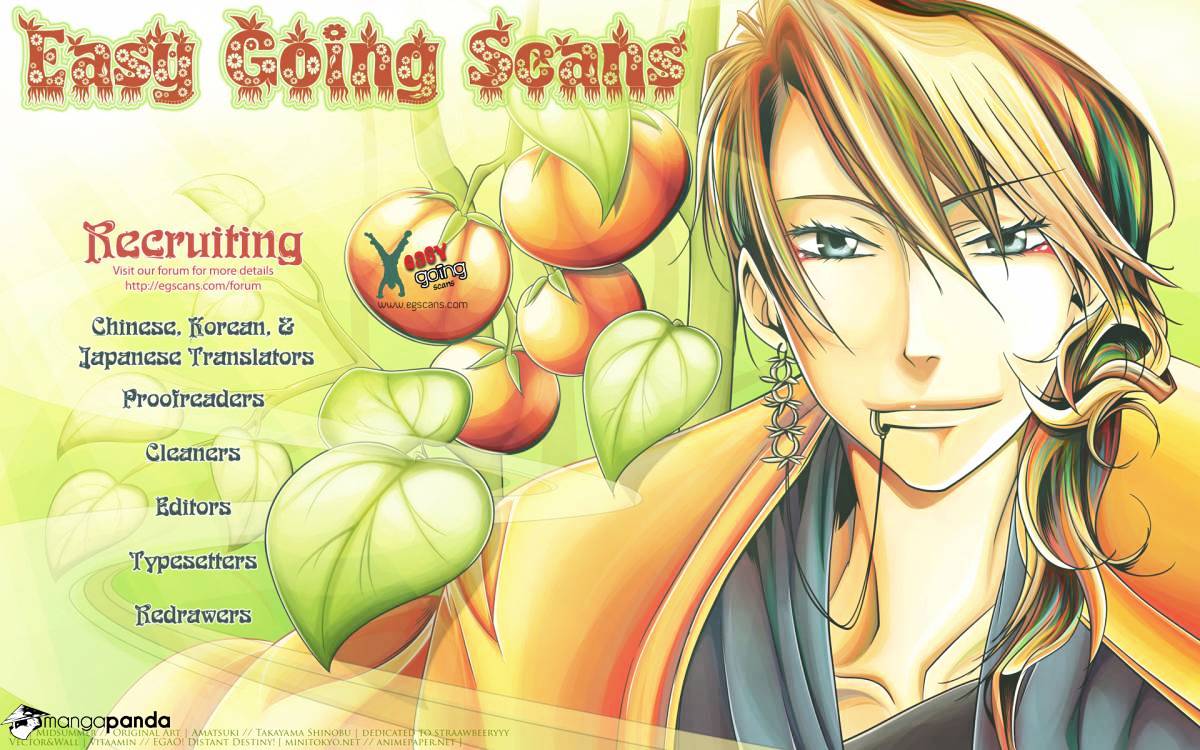 Easy Going Scans
Recruiting
Visit our forum for more details
http://egscans.com/forum
Chinese, Korean, &
Japanese Translators
Proofreaders
Cleaners
Editors
Typesetters
Redrawers
easy
going
scans
www.egscans.com
mangapanda
Midsummer // Original Art | Amatsuki // Takayama Shinobu | dedicated to straawbeeryyy
Vector&Wall | Vitaamin // EGAO! Distant Destiny! | minitokyo.net // animepaper.net |